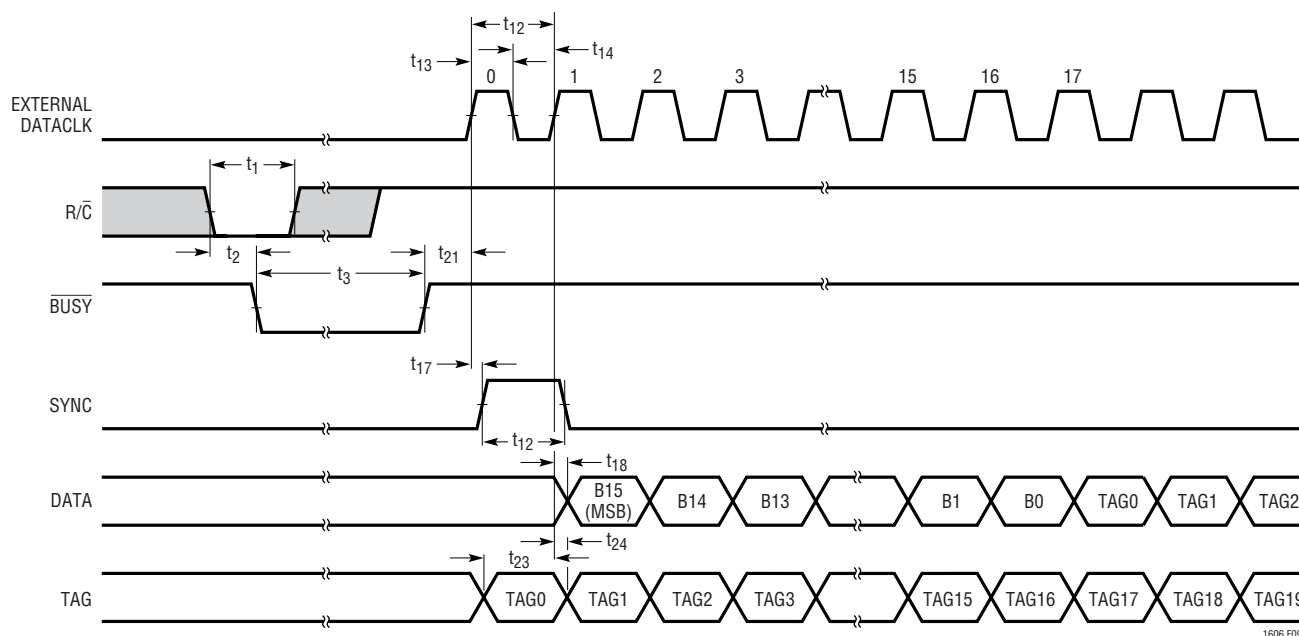 t12
t13
t14
0 1 2 3 15 16 17
EXTERNAL
DATACLK
t1
R/C̅
t2
t21
t3
B̅U̅S̅Y̅
t17
SYNC
t12
t18
DATA
B15
(MSB)
B14 B13 B1 B0 TAG0 TAG1 TAG2
t24
t23
TAG
TAG0 TAG1 TAG2 TAG3 TAG15 TAG16 TAG17 TAG18 TAG19